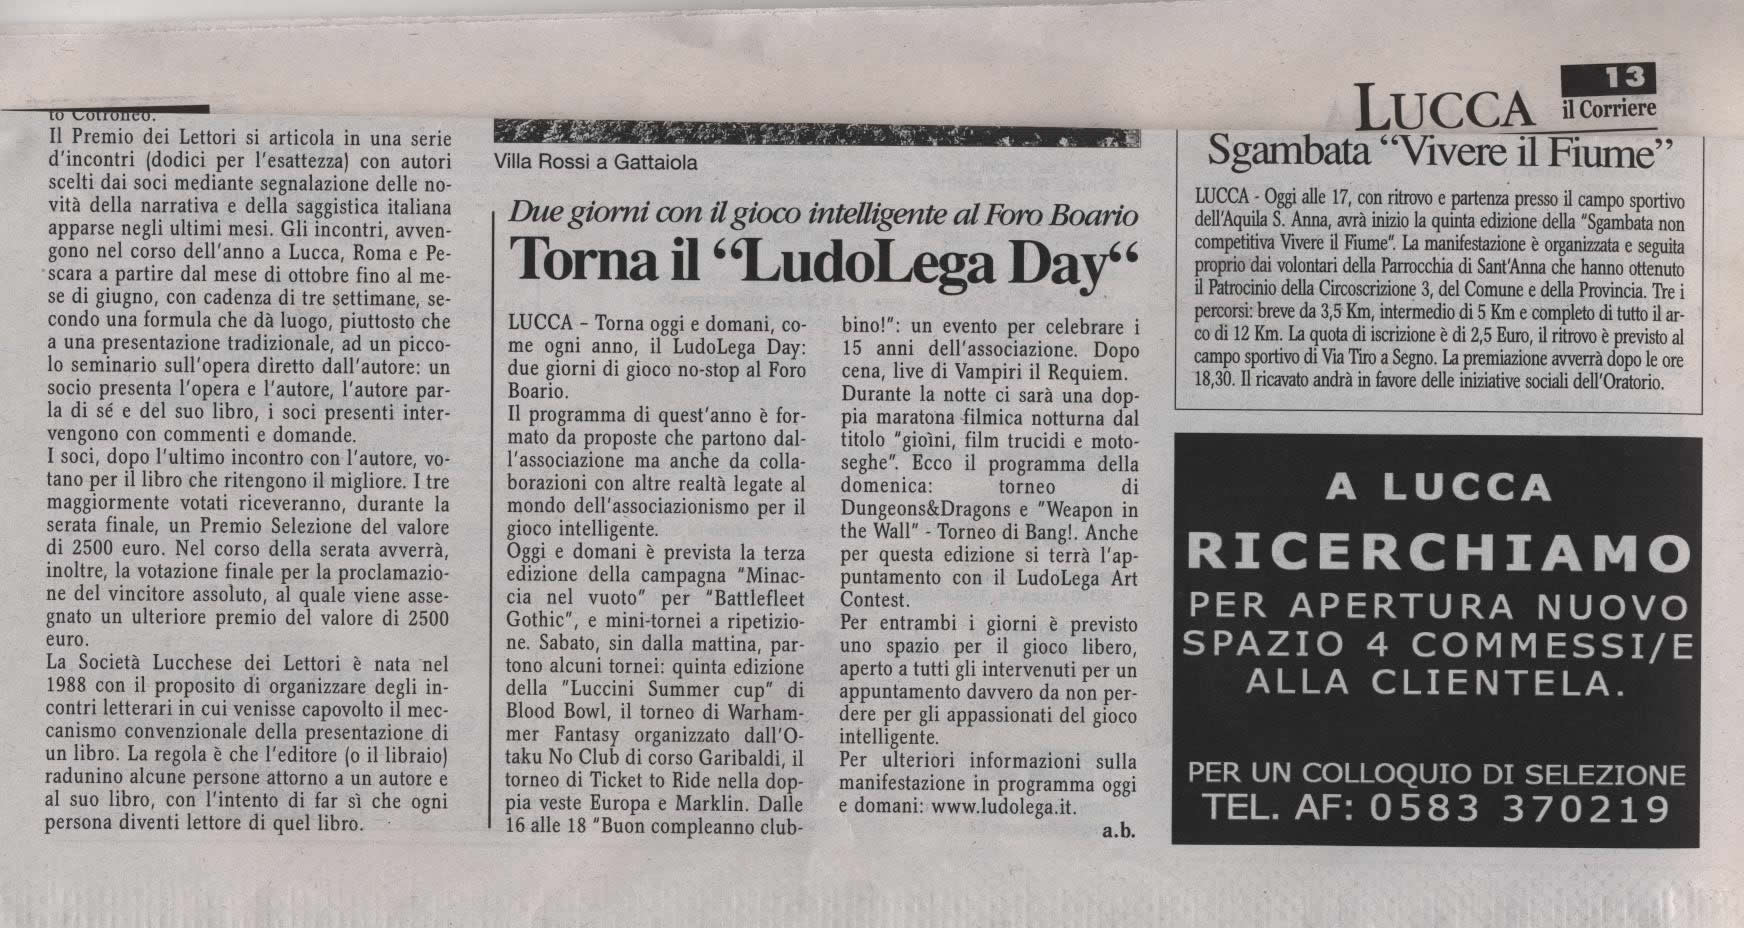 LUCCA
13
il Corriere
to Cotroneo.
Il Premio dei Lettori si articola in una serie
d'incontri (dodici per l'esattezza) con autori
scelti dai soci mediante segnalazione delle no-
vità della narrativa e della saggistica italiana
apparse negli ultimi mesi. Gli incontri, avven-
gono nel corso dell'anno a Lucca, Roma e Pe-
scara a partire dal mese di ottobre fino al me-
se di giugno, con cadenza di tre settimane, se-
condo una formula che dà luogo, piuttosto che
a una presentazione tradizionale, ad un picco-
lo seminario sull'opera diretto dall'autore: un
socio presenta l'opera e l'autore, l'autore par-
la di sé e del suo libro, i soci presenti inter-
vengono con commenti e domande.
I soci, dopo l'ultimo incontro con l'autore, vo-
tano per il libro che ritengono il migliore. I tre
maggiormente votati riceveranno, durante la
serata finale, un Premio Selezione del valore
di 2500 euro. Nel corso della serata avverrà,
inoltre, la votazione finale per la proclamazio-
ne del vincitore assoluto, al quale viene asse-
gnato un ulteriore premio del valore di 2500
euro.
La Società Lucchese dei Lettori è nata nel
1988 con il proposito di organizzare degli in-
contri letterari in cui venisse capovolto il mec-
canismo convenzionale della presentazione di
un libro. La regola è che l'editore (o il libraio)
radunino alcune persone attorno a un autore e
al suo libro, con l'intento di far sì che ogni
persona diventi lettore di quel libro.
Villa Rossi a Gattaiola
Due giorni con il gioco intelligente al Foro Boario
Torna il “LudoLega Day“
LUCCA – Torna oggi e domani, co-
me ogni anno, il LudoLega Day:
due giorni di gioco no-stop al Foro
Boario.
Il programma di quest'anno è for-
mato da proposte che partono dal-
l'associazione ma anche da colla-
borazioni con altre realtà legate al
mondo dell'associazionismo per il
gioco intelligente.
Oggi e domani è prevista la terza
edizione della campagna "Minac-
cia nel vuoto" per "Battlefleet
Gothic", e mini-tornei a ripetizio-
ne. Sabato, sin dalla mattina, par-
tono alcuni tornei: quinta edizione
della "Luccini Summer cup" di
Blood Bowl, il torneo di Warham-
mer Fantasy organizzato dall'O-
taku No Club di corso Garibaldi, il
torneo di Ticket to Ride nella dop-
pia veste Europa e Marklin. Dalle
16 alle 18 "Buon compleanno club-
bino!": un evento per celebrare i
15 anni dell'associazione. Dopo
cena, live di Vampiri il Requiem.
Durante la notte ci sarà una dop-
pia maratona filmica notturna dal
titolo "gioìni, film trucidi e moto-
seghe". Ecco il programma della
domenica: torneo di
Dungeons&Dragons e "Weapon in
the Wall" - Torneo di Bang!. Anche
per questa edizione si terrà l'ap-
puntamento con il LudoLega Art
Contest.
Per entrambi i giorni è previsto
uno spazio per il gioco libero,
aperto a tutti gli intervenuti per un
appuntamento davvero da non per-
dere per gli appassionati del gioco
intelligente.
Per ulteriori informazioni sulla
manifestazione in programma oggi
e domani: www.ludolega.it.
a.b.
Sgambata “Vivere il Fiume”
LUCCA - Oggi alle 17, con ritrovo e partenza presso il campo sportivo
dell'Aquila S. Anna, avrà inizio la quinta edizione della "Sgambata non
competitiva Vivere il Fiume". La manifestazione è organizzata e seguita
proprio dai volontari della Parrocchia di Sant'Anna che hanno ottenuto
il Patrocinio della Circoscrizione 3, del Comune e della Provincia. Tre i
percorsi: breve da 3,5 Km, intermedio di 5 Km e completo di tutto il ar-
co di 12 Km. La quota di iscrizione è di 2,5 Euro, il ritrovo è previsto al
campo sportivo di Via Tiro a Segno. La premiazione avverrà dopo le ore
18,30. Il ricavato andrà in favore delle iniziative sociali dell'Oratorio.
A LUCCA
RICERCHIAMO
PER APERTURA NUOVO
SPAZIO 4 COMMESSI/E
ALLA CLIENTELA.
PER UN COLLOQUIO DI SELEZIONE
TEL. AF: 0583 370219